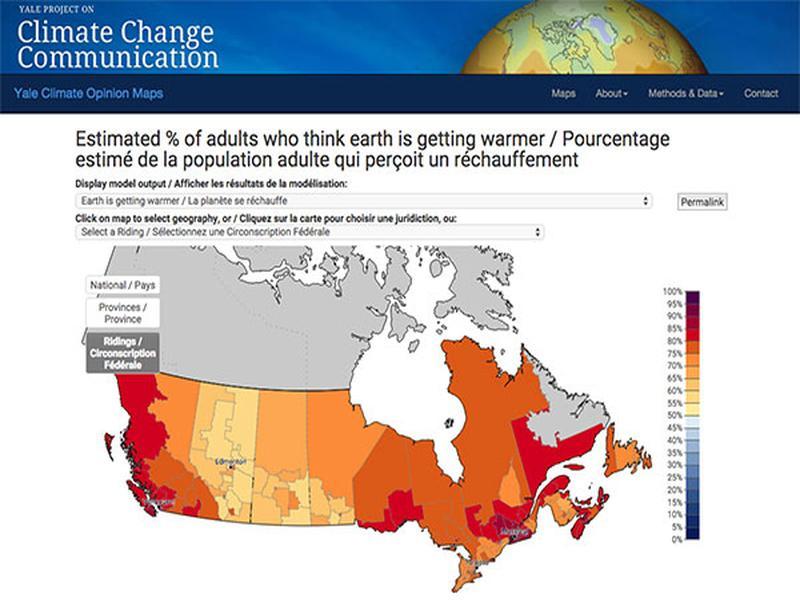 YALE PROJECT ON
Climate Change
Communication
Yale Climate Opinion Maps
Maps About Methods & Data Contact
Estimated % of adults who think earth is getting warmer / Pourcentage
estimé de la population adulte qui perçoit un réchauffement
Display model output / Afficher les résultats de la modélisation:
Earth is getting warmer / La planète se réchauffe
Permalink
Click on map to select geography, or / Cliquez sur la carte pour choisir une juridiction, ou:
Select a Riding / Sélectionnez une Circonscription Fédérale
National / Pays
Provinces /
Province
Ridings /
Circonscription
Fédérale
100%
95%
90%
85%
80%
75%
70%
65%
60%
55%
50%
45%
40%
35%
30%
25%
20%
15%
10%
5%
0%
Edmonton